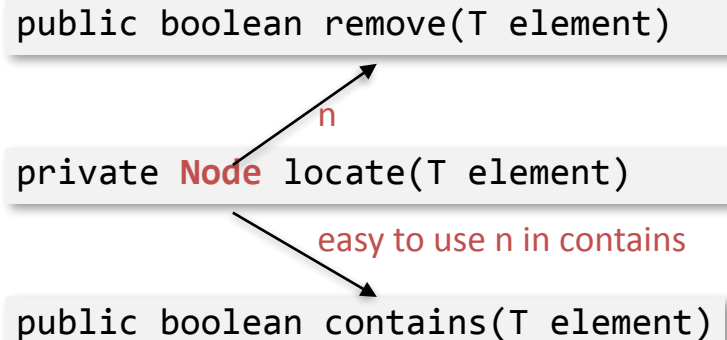 public boolean remove(T element)
n
private Node locate(T element)
easy to use n in contains
public boolean contains(T element)